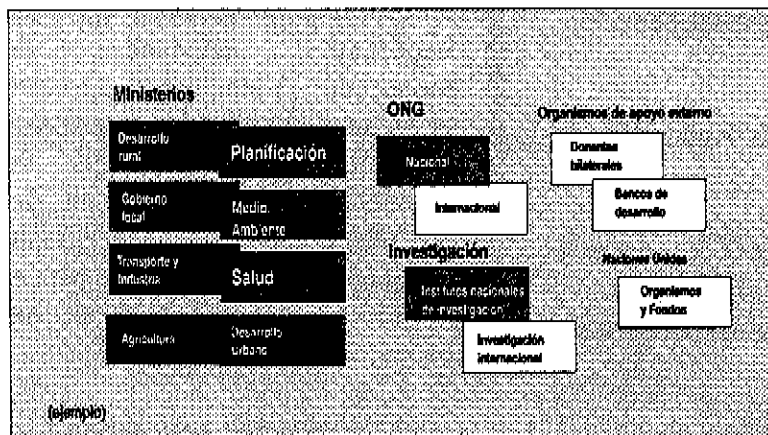 Ministerios
Desarrollo
rural
Planificación
Gobierno
local
Medio
Ambiente
Transporte y
Industria
Salud
Agricultura
Desarrollo
urbano
ONG
Nacional
Internacional
Investigación
Institutos nacionales
de investigación
Investigación
internacional
Organismos de apoyo externo
Donantes
bilaterales
Bancos de
desarrollo
Naciones Unidas
Organismos
y Fondos
(ejemplo)